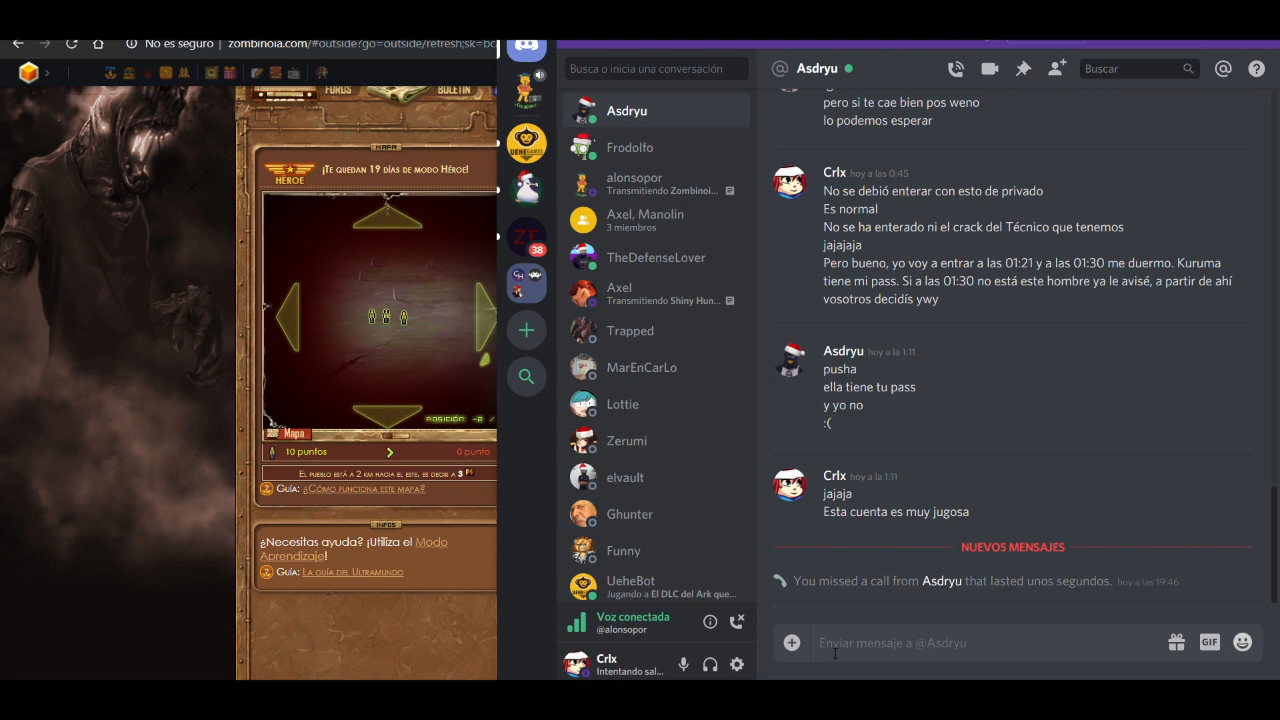 No es seguro
zombinoia.com/#outside?go=outside/refresh;sk=bc
FOROS
BOLETIN
MAPA
HÉROE
¡Te quedan 19 días de modo Héroe!
Posición: -2 /
Mapa
10 puntos
0 punto
El pueblo está a 2 km hacia el este, es decir a 3
Guía: ¿Cómo funciona este mapa?
INFOS
¿Necesitas ayuda? ¡Utiliza el Modo
Aprendizaje!
Guía: La guía del Ultramundo
ZF
38
CH
UEHEGAMES
Busca o inicia una conversación
Asdryu
Frodolfo
alonsopor
Transmitiendo Zombinoi...
Axel, Manolin
3 miembros
TheDefenseLover
Axel
Transmitiendo Shiny Hun...
Trapped
MarEnCarLo
Lottie
Zerumi
elvault
Ghunter
Funny
UeheBot
Jugando a El DLC del Ark que...
Voz conectada
@alonsopor
Crlx
Intentando sal...
Asdryu
Buscar
pero si te cae bien pos weno
lo podemos esperar
Crlx hoy a las 0:45
No se debió enterar con esto de privado
Es normal
No se ha enterado ni el crack del Técnico que tenemos
jajajaja
Pero bueno, yo voy a entrar a las 01:21 y a las 01:30 me duermo. Kuruma
tiene mi pass. Si a las 01:30 no está este hombre ya le avisé, a partir de ahí
vosotros decidís ywy
Asdryu hoy a la 1:11
pusha
ella tiene tu pass
y yo no
:(
Crlx hoy a la 1:11
jajaja
Esta cuenta es muy jugosa
NUEVOS MENSAJES
You missed a call from Asdryu that lasted unos segundos. hoy a las 19:46
Enviar mensaje a @Asdryu
GIF